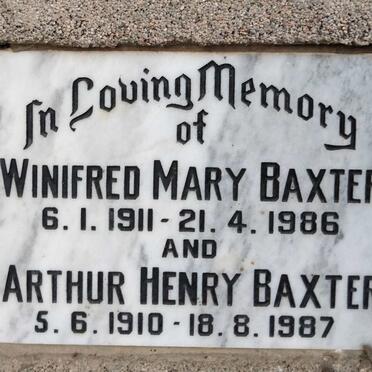 In Loving Memory
of
WINIFRED MARY BAXTER
6.1.1911-21.4.1986
AND
ARTHUR HENRY BAXTER
5.6.1910-18.8.1987